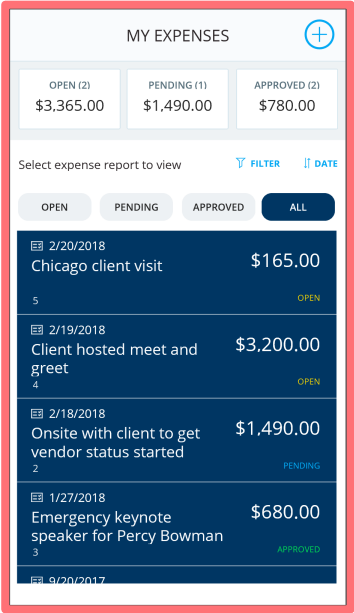 MY EXPENSES
OPEN (2)
$3,365.00
PENDING (1)
$1,490.00
APPROVED (2)
$780.00
Select expense report to view
FILTER
DATE
OPEN
PENDING
APPROVED
ALL
2/20/2018
Chicago client visit
$165.00
5
OPEN
2/19/2018
Client hosted meet and
greet
$3,200.00
4
OPEN
2/18/2018
Onsite with client to get
vendor status started
$1,490.00
2
PENDING
1/27/2018
Emergency keynote
speaker for Percy Bowman
$680.00
3
APPROVED
9/20/2017